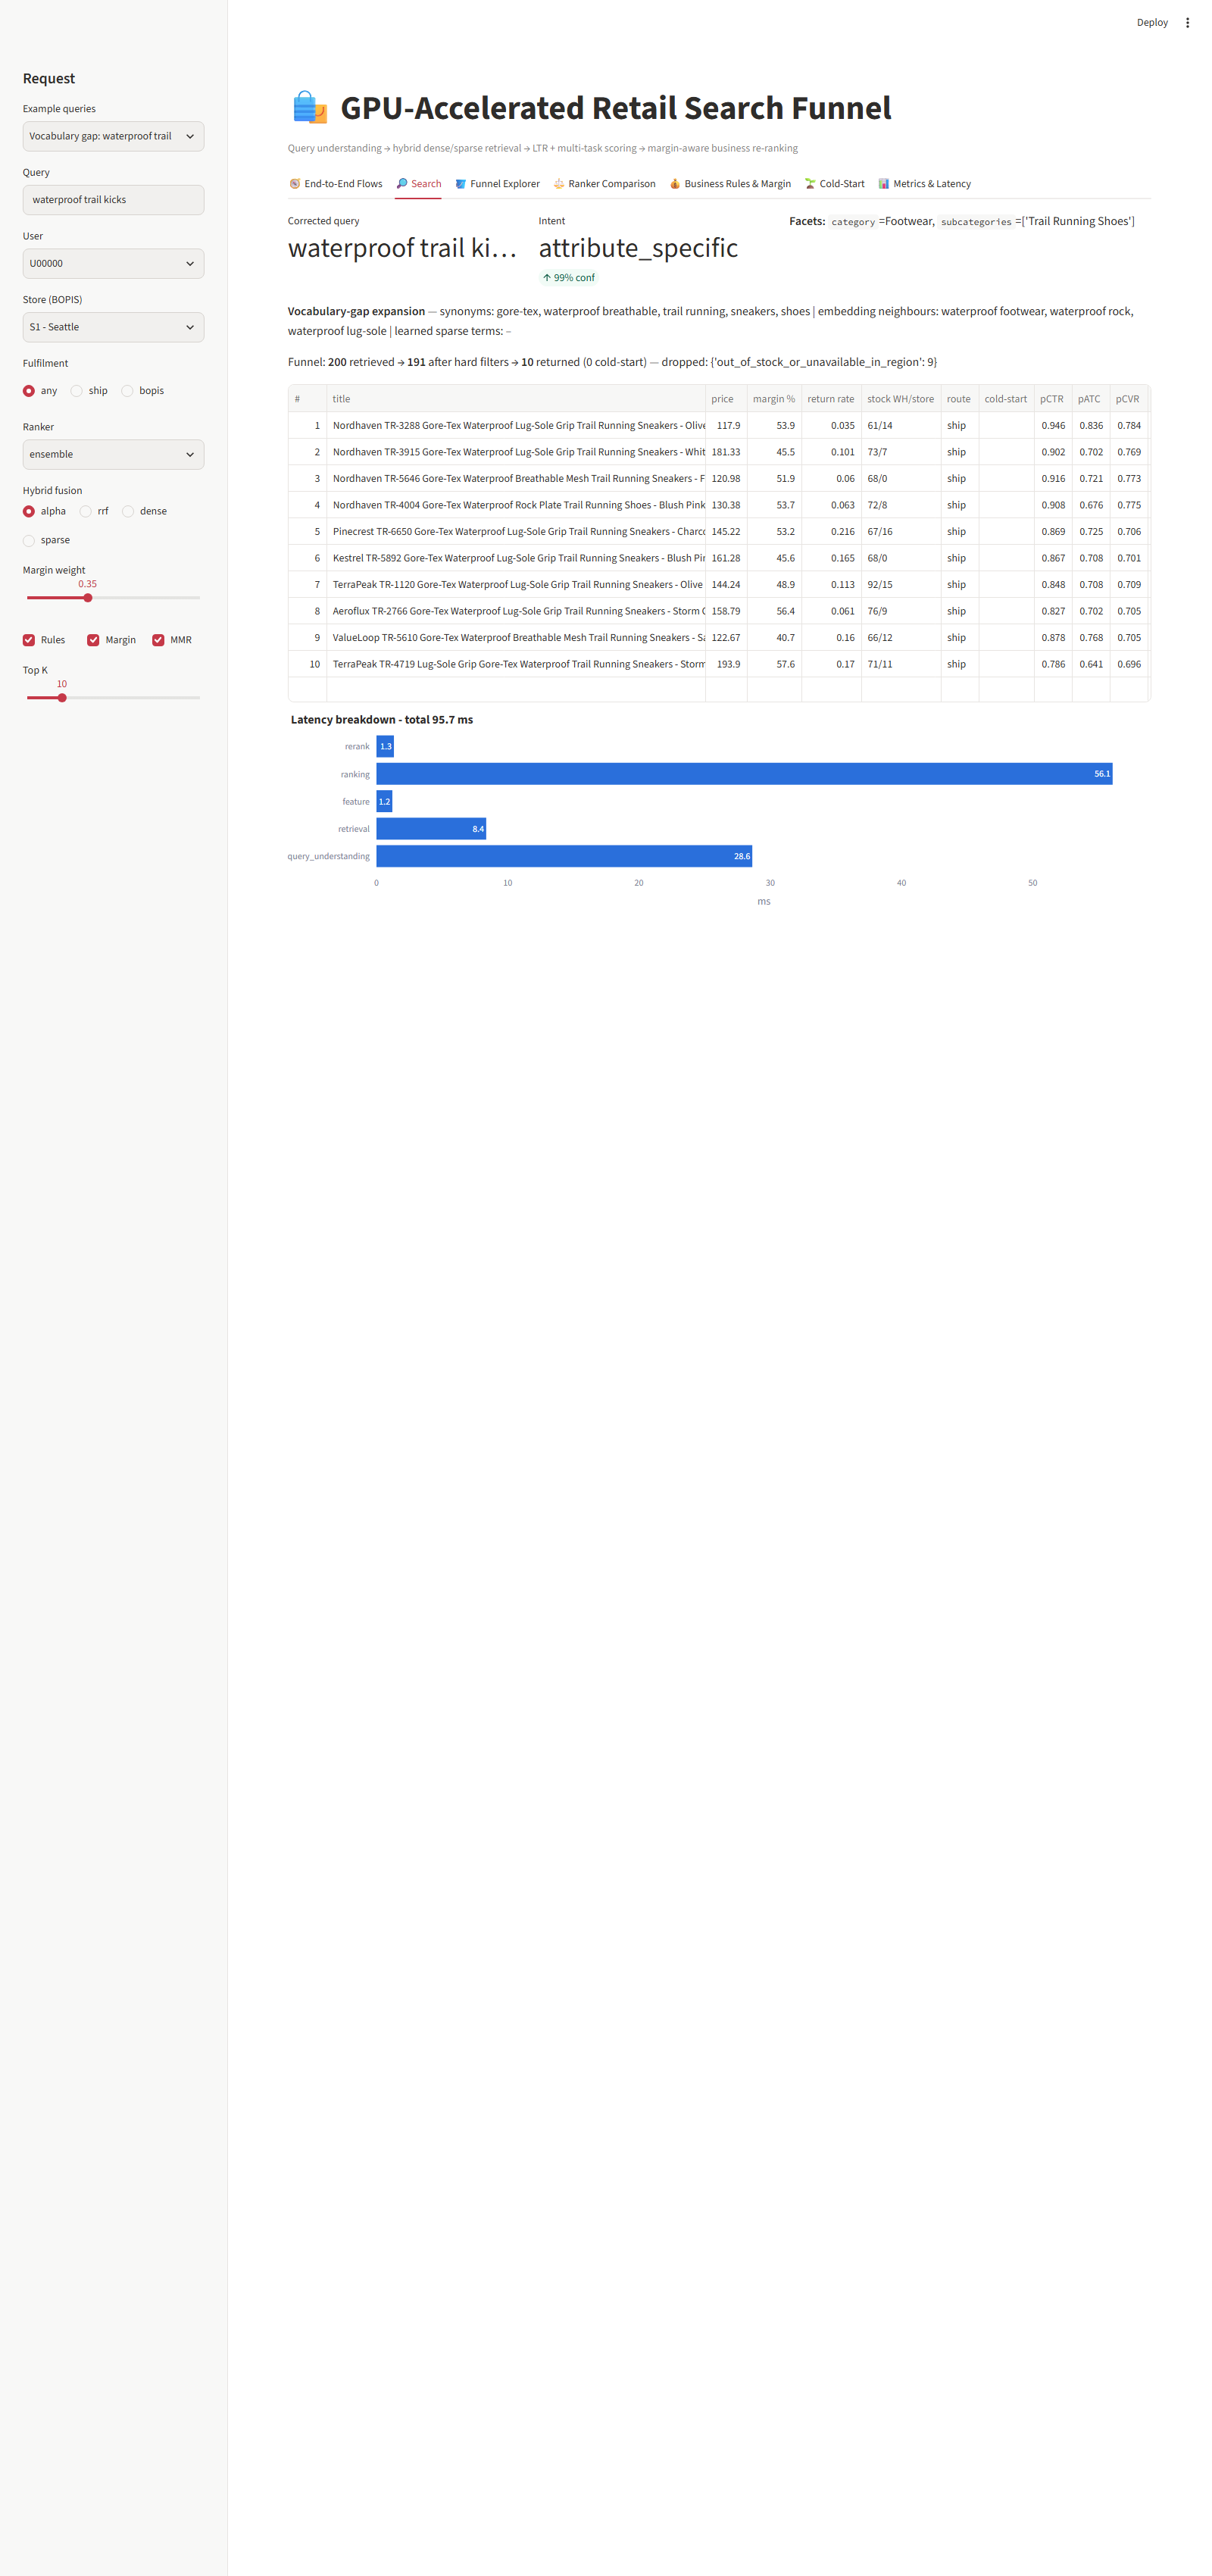 Deploy
Request
Example queries
Vocabulary gap: waterproof trail
Query
waterproof trail kicks
User
U00000
Store (BOPIS)
S1 - Seattle
Fulfilment
any ship bopis
Ranker
ensemble
Hybrid fusion
alpha rrf dense
sparse
Margin weight
0.35
Rules Margin MMR
Top K
10
GPU-Accelerated Retail Search Funnel
Query understanding → hybrid dense/sparse retrieval → LTR + multi-task scoring → margin-aware business re-ranking
End-to-End Flows Search Funnel Explorer Ranker Comparison Business Rules & Margin Cold-Start Metrics & Latency
Corrected query Intent Facets: category =Footwear, subcategories =['Trail Running Shoes']
waterproof trail ki… attribute_specific
↑ 99% conf
Vocabulary-gap expansion — synonyms: gore-tex, waterproof breathable, trail running, sneakers, shoes | embedding neighbours: waterproof footwear, waterproof rock,
waterproof lug-sole | learned sparse terms: –
Funnel: 200 retrieved → 191 after hard filters → 10 returned (0 cold-start) — dropped: {'out_of_stock_or_unavailable_in_region': 9}
# title price margin % return rate stock WH/store route cold-start pCTR pATC pCVR
1 Nordhaven TR-3288 Gore-Tex Waterproof Lug-Sole Grip Trail Running Sneakers - Olive 117.9 53.9 0.035 61/14 ship 0.946 0.836 0.784
2 Nordhaven TR-3915 Gore-Tex Waterproof Lug-Sole Grip Trail Running Sneakers - Whit 181.33 45.5 0.101 73/7 ship 0.902 0.702 0.769
3 Nordhaven TR-5646 Gore-Tex Waterproof Breathable Mesh Trail Running Sneakers - F 120.98 51.9 0.06 68/0 ship 0.916 0.721 0.773
4 Nordhaven TR-4004 Gore-Tex Waterproof Rock Plate Trail Running Shoes - Blush Pink 130.38 53.7 0.063 72/8 ship 0.908 0.676 0.775
5 Pinecrest TR-6650 Gore-Tex Waterproof Lug-Sole Grip Trail Running Sneakers - Charco 145.22 53.2 0.216 67/16 ship 0.869 0.725 0.706
6 Kestrel TR-5892 Gore-Tex Waterproof Lug-Sole Grip Trail Running Sneakers - Blush Pin 161.28 45.6 0.165 68/0 ship 0.867 0.708 0.701
7 TerraPeak TR-1120 Gore-Tex Waterproof Lug-Sole Grip Trail Running Sneakers - Olive 144.24 48.9 0.113 92/15 ship 0.848 0.708 0.709
8 Aeroflux TR-2766 Gore-Tex Waterproof Lug-Sole Grip Trail Running Sneakers - Storm G 158.79 56.4 0.061 76/9 ship 0.827 0.702 0.705
9 ValueLoop TR-5610 Gore-Tex Waterproof Breathable Mesh Trail Running Sneakers - Sa 122.67 40.7 0.16 66/12 ship 0.878 0.768 0.705
10 TerraPeak TR-4719 Lug-Sole Grip Gore-Tex Waterproof Trail Running Sneakers - Storm 193.9 57.6 0.17 71/11 ship 0.786 0.641 0.696
Latency breakdown - total 95.7 ms
rerank 1.3
ranking 56.1
feature 1.2
retrieval 8.4
query_understanding 28.6
0 10 20 30 40 50
ms